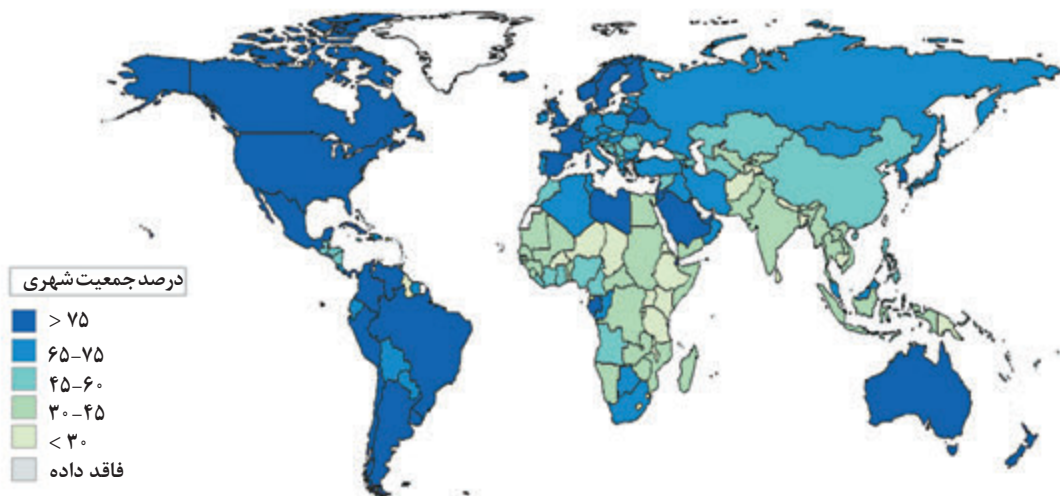 درصد جمعیت شهری
> ۷۵
۶۵-۷۵
۴۵-۶۰
۳۰-۴۵
< ۳۰
فاقد داده